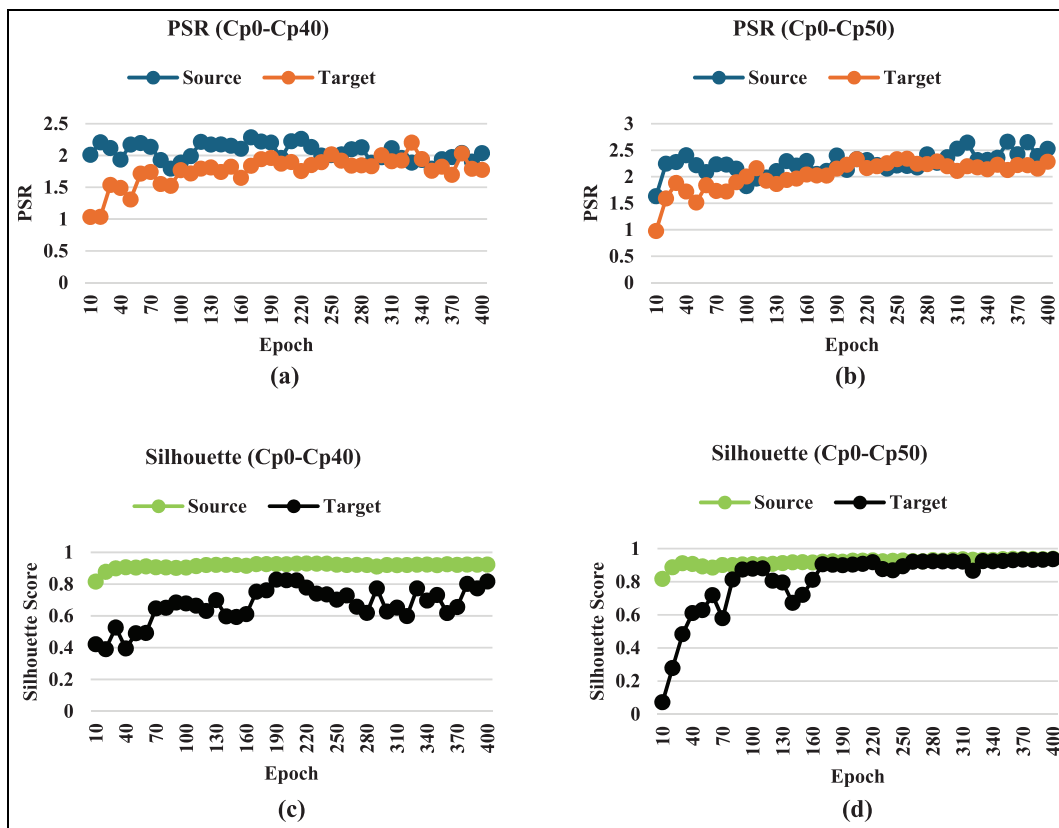 PSR (Cp0-Cp40)
Source Target
2.5
2
1.5
1
0.5
0
PSR
10 40 70 100 130 160 190 220 250 280 310 340 370 400
Epoch
(a)
PSR (Cp0-Cp50)
Source Target
3
2.5
2
1.5
1
0.5
0
PSR
10 40 70 100 130 160 190 220 250 280 310 340 370 400
Epoch
(b)
Silhouette (Cp0-Cp40)
Source Target
1
0.8
0.6
0.4
0.2
0
Silhouette Score
10 40 70 100 130 160 190 220 250 280 310 340 370 400
Epoch
(c)
Silhouette (Cp0-Cp50)
Source Target
1
0.8
0.6
0.4
0.2
0
Silhouette Score
10 40 70 100 130 160 190 220 250 280 310 340 370 400
Epoch
(d)